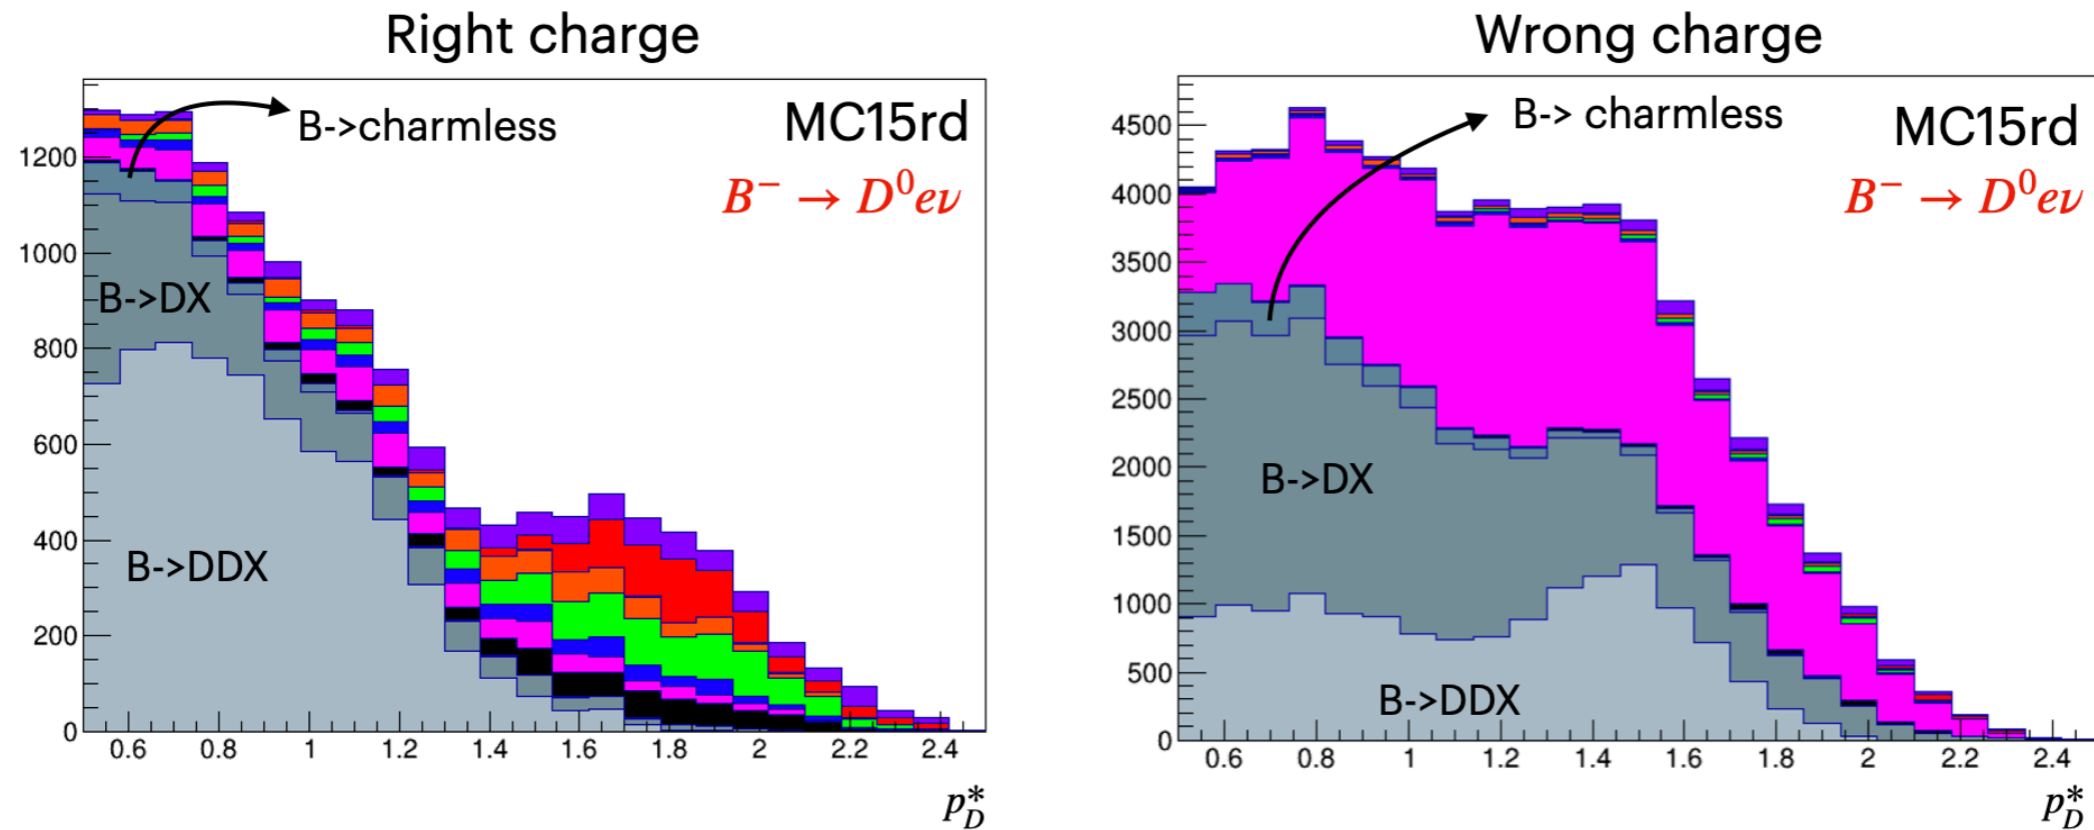 Right charge
B->charmless
MC15rd
B⁻ → D⁰eν
B->DX
B->DDX
1200
1000
800
600
400
200
0
0.6 0.8 1 1.2 1.4 1.6 1.8 2 2.2 2.4
p*D
Wrong charge
B-> charmless
MC15rd
B⁻ → D⁰eν
B->DX
B->DDX
4500
4000
3500
3000
2500
2000
1500
1000
500
0
0.6 0.8 1 1.2 1.4 1.6 1.8 2 2.2 2.4
p*D